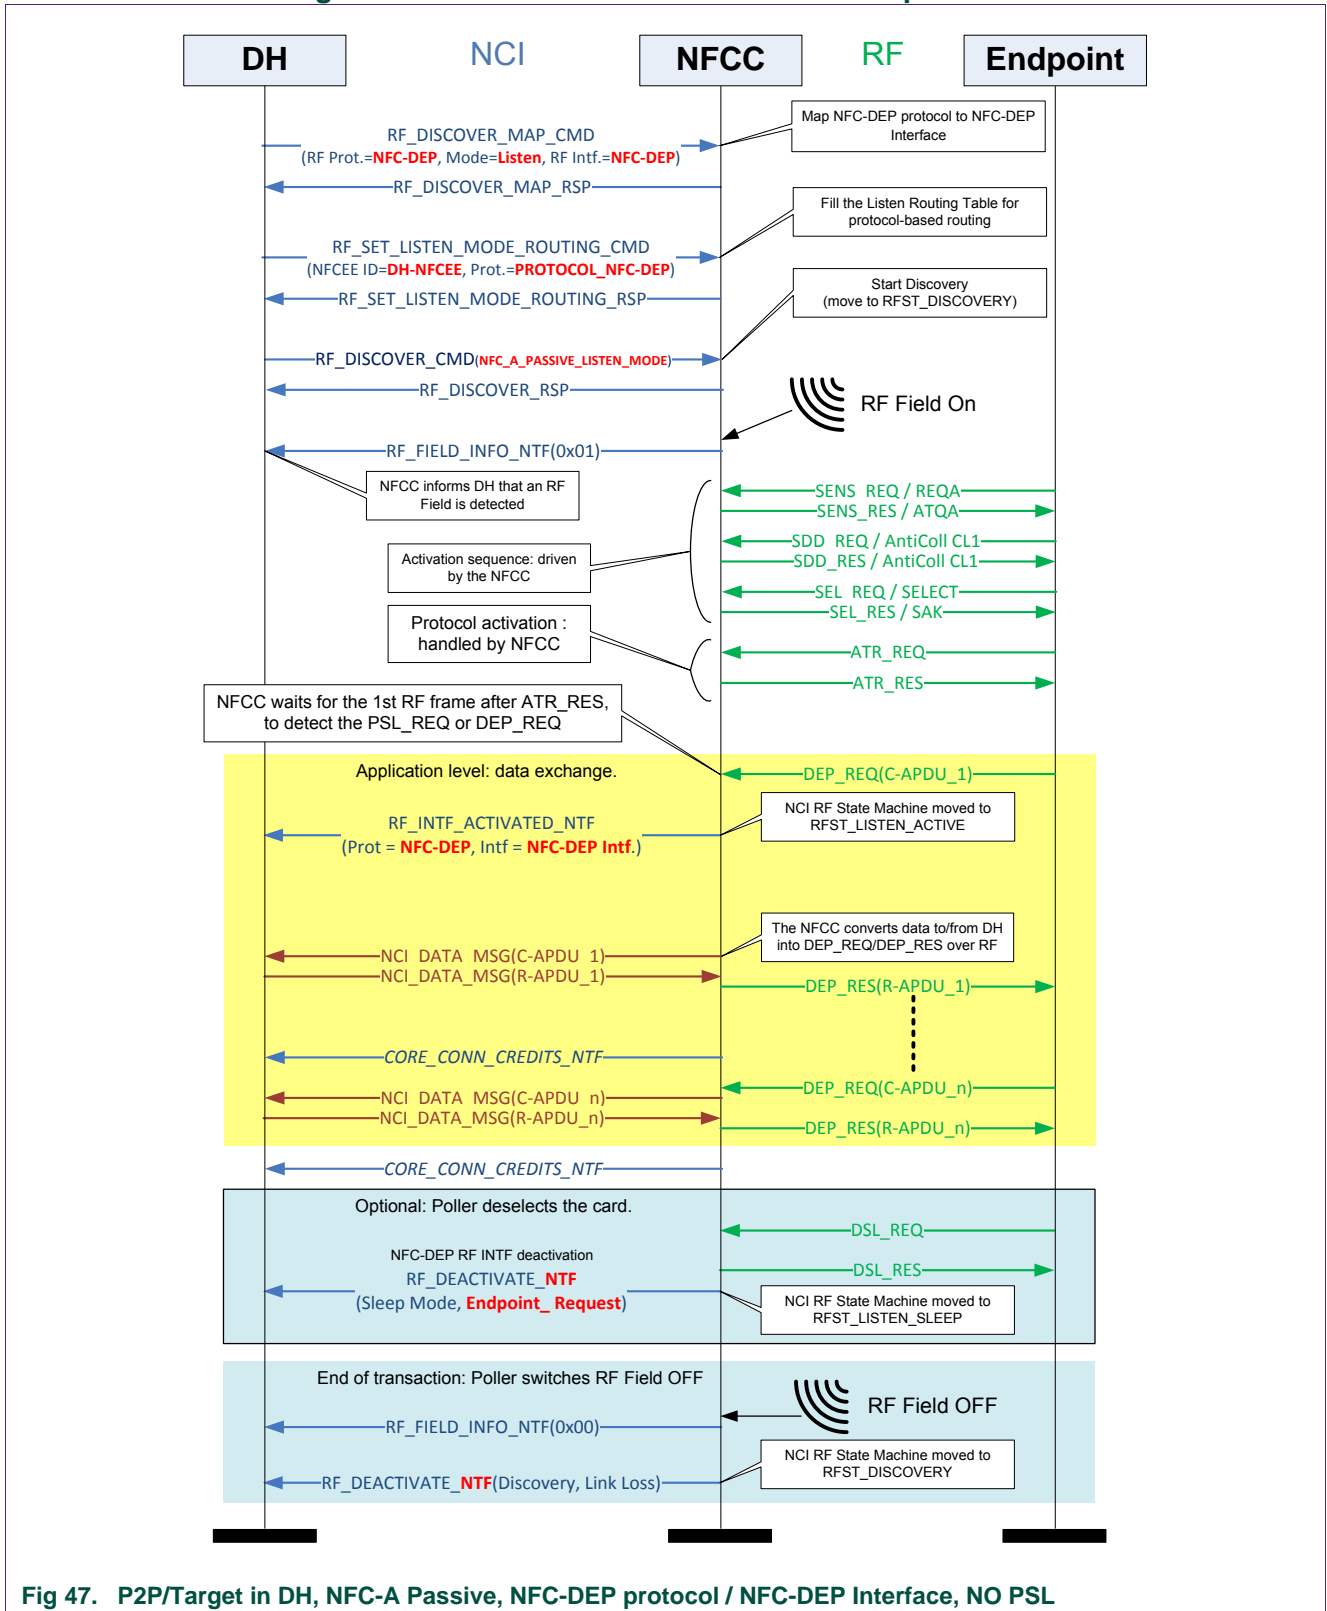 DH
NCI
NFCC
RF
Endpoint
RF_DISCOVER_MAP_CMD
(RF Prot.=NFC-DEP, Mode=Listen, RF Intf.=NFC-DEP)
Map NFC-DEP protocol to NFC-DEP
Interface
RF_DISCOVER_MAP_RSP
Fill the Listen Routing Table for
protocol-based routing
RF_SET_LISTEN_MODE_ROUTING_CMD
(NFCEE ID=DH-NFCEE, Prot.=PROTOCOL_NFC-DEP)
RF_SET_LISTEN_MODE_ROUTING_RSP
Start Discovery
(move to RFST_DISCOVERY)
RF_DISCOVER_CMD(NFC_A_PASSIVE_LISTEN_MODE)
RF_DISCOVER_RSP
RF Field On
RF_FIELD_INFO_NTF(0x01)
NFCC informs DH that an RF
Field is detected
SENS_REQ / REQA
SENS_RES / ATQA
SDD_REQ / AntiColl CL1
SDD_RES / AntiColl CL1
Activation sequence: driven
by the NFCC
SEL_REQ / SELECT
SEL_RES / SAK
Protocol activation :
handled by NFCC
ATR_REQ
ATR_RES
NFCC waits for the 1st RF frame after ATR_RES,
to detect the PSL_REQ or DEP_REQ
Application level: data exchange.
DEP_REQ(C-APDU_1)
NCI RF State Machine moved to
RFST_LISTEN_ACTIVE
RF_INTF_ACTIVATED_NTF
(Prot = NFC-DEP, Intf = NFC-DEP Intf.)
The NFCC converts data to/from DH
into DEP_REQ/DEP_RES over RF
NCI_DATA_MSG(C-APDU_1)
NCI_DATA_MSG(R-APDU_1)
DEP_RES(R-APDU_1)
CORE_CONN_CREDITS_NTF
DEP_REQ(C-APDU_n)
NCI_DATA_MSG(C-APDU_n)
NCI_DATA_MSG(R-APDU_n)
DEP_RES(R-APDU_n)
CORE_CONN_CREDITS_NTF
Optional: Poller deselects the card.
DSL_REQ
NFC-DEP RF INTF deactivation
DSL_RES
RF_DEACTIVATE_NTF
(Sleep Mode, Endpoint_ Request)
NCI RF State Machine moved to
RFST_LISTEN_SLEEP
End of transaction: Poller switches RF Field OFF
RF Field OFF
RF_FIELD_INFO_NTF(0x00)
NCI RF State Machine moved to
RFST_DISCOVERY
RF_DEACTIVATE_NTF(Discovery, Link Loss)
Fig 47. P2P/Target in DH, NFC-A Passive, NFC-DEP protocol / NFC-DEP Interface, NO PSL